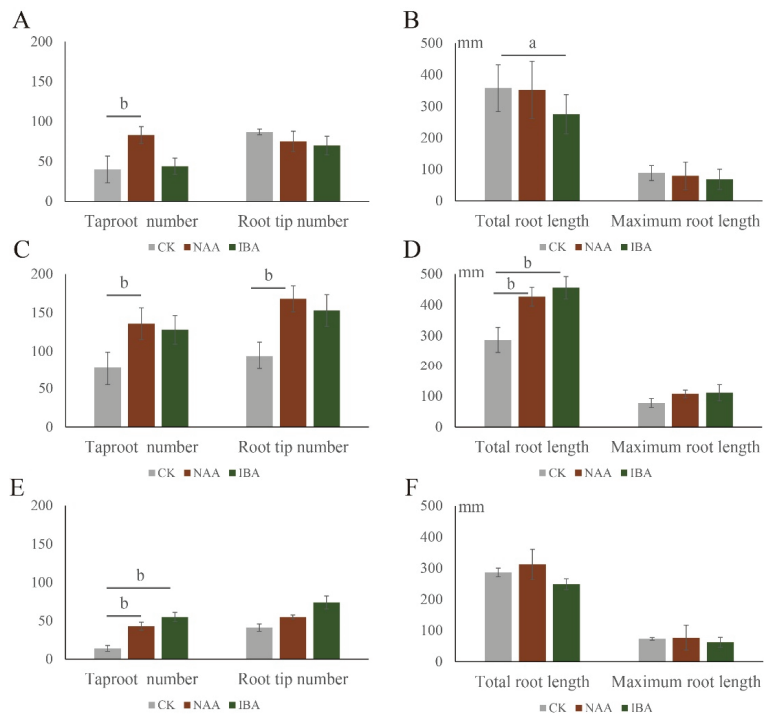 A
200
150
100
50
0
b
Taproot number
Root tip number
CK NAA IBA
B
500
400
300
200
100
0
mm
a
Total root length
Maximum root length
CK NAA IBA
C
200
150
100
50
0
b
b
Taproot number
Root tip number
CK NAA IBA
D
500
400
300
200
100
0
mm
b
b
Total root length
Maximum root length
CK NAA IBA
E
200
150
100
50
0
b
b
Taproot number
Root tip number
CK NAA IBA
F
500
400
300
200
100
0
mm
Total root length
Maximum root length
CK NAA IBA